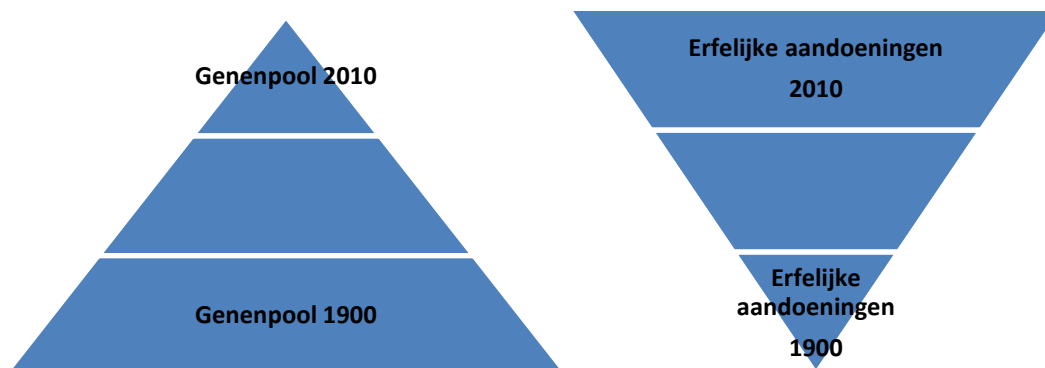 Genenpool 2010
Genenpool 1900
Erfelijke aandoeningen
2010
Erfelijke
aandoeningen
1900